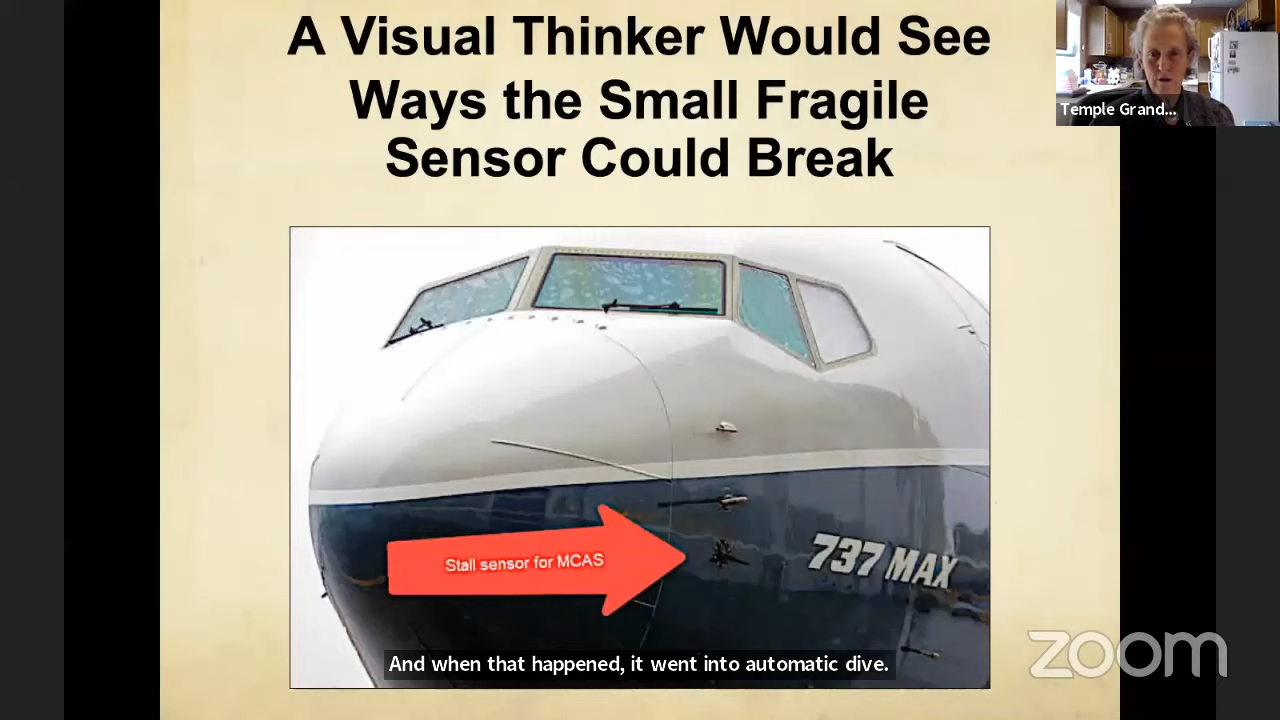 A Visual Thinker Would See
Ways the Small Fragile
Sensor Could Break
Temple Grand...
Stall sensor for MCAS
737 MAX
And when that happened, it went into automatic dive.
zoom